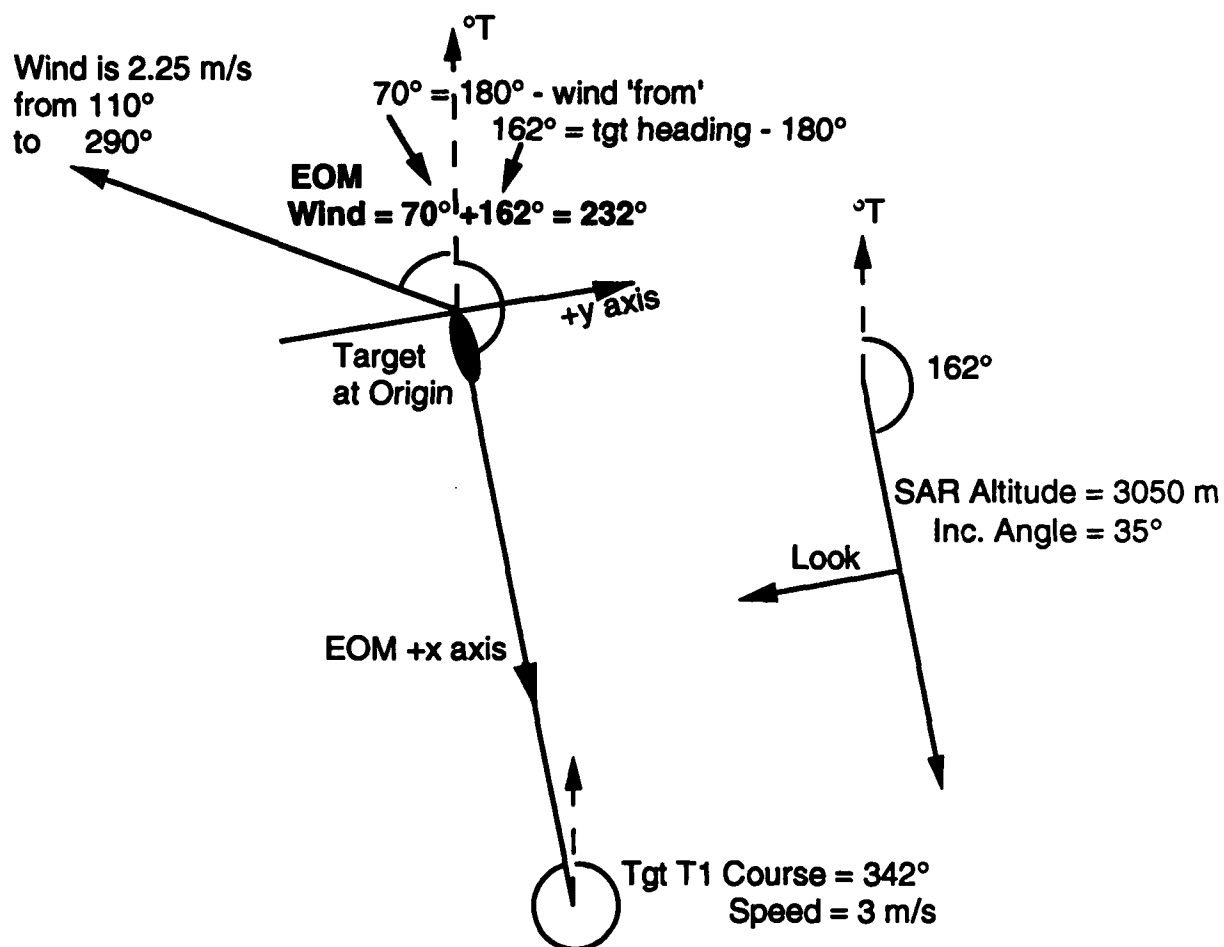 °T
Wind is 2.25 m/s
from 110°
to 290°
70° = 180° - wind 'from'
162° = tgt heading - 180°
EOM
Wind = 70° +162° = 232°
°T
+y axis
Target
at Origin
162°
SAR Altitude = 3050 m
Inc. Angle = 35°
Look
EOM +x axis
Tgt T1 Course = 342°
Speed = 3 m/s